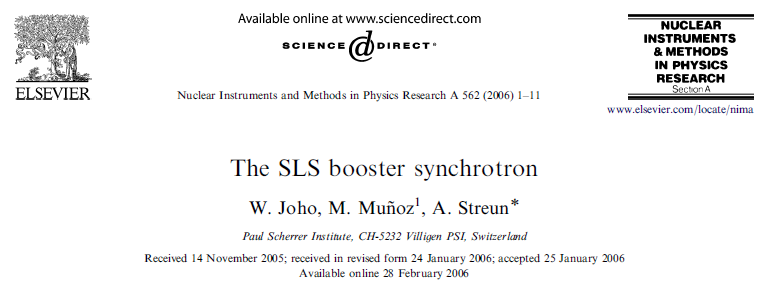 Available online at www.sciencedirect.com
SCIENCE DIRECT®
ELSEVIER
Nuclear Instruments and Methods in Physics Research A 562 (2006) 1–11
NUCLEAR
INSTRUMENTS
& METHODS
IN PHYSICS
RESEARCH
Section A
www.elsevier.com/locate/nima
The SLS booster synchrotron
W. Joho, M. Muñoz¹, A. Streun*
Paul Scherrer Institute, CH-5232 Villigen PSI, Switzerland
Received 14 November 2005; received in revised form 24 January 2006; accepted 25 January 2006
Available online 28 February 2006